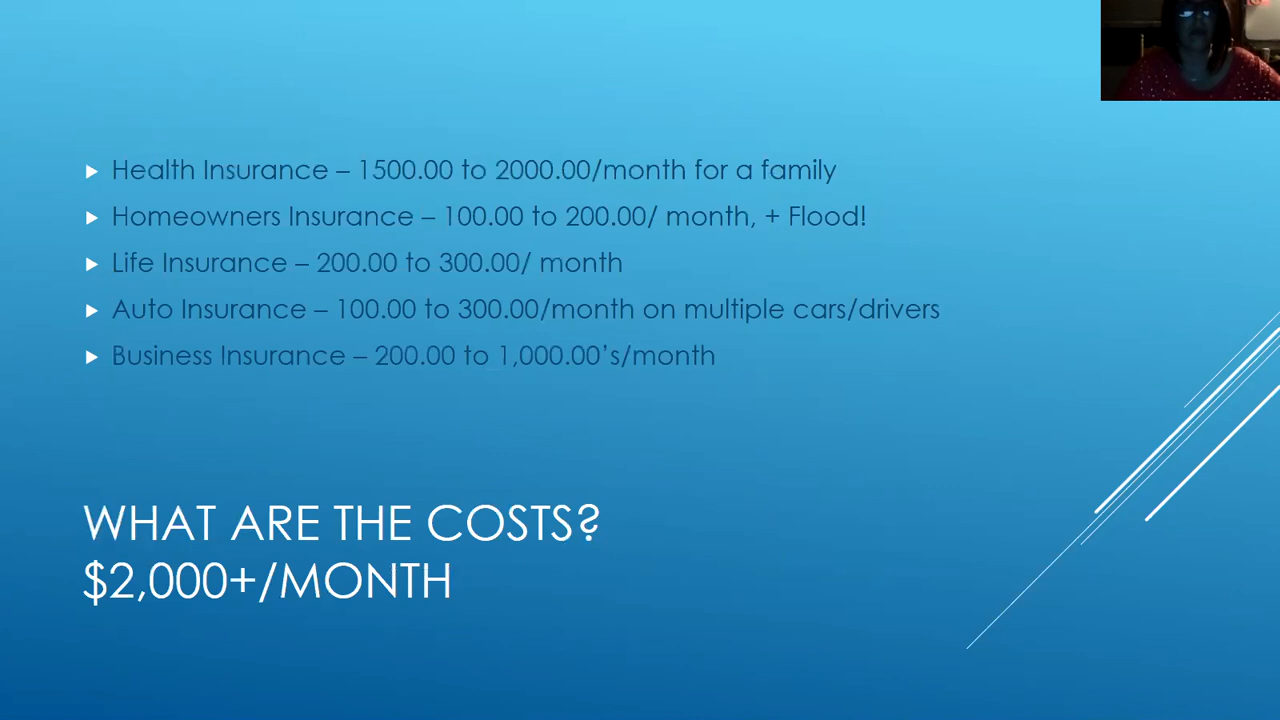 Health Insurance – 1500.00 to 2000.00/month for a family
Homeowners Insurance – 100.00 to 200.00/ month, + Flood!
Life Insurance – 200.00 to 300.00/ month
Auto Insurance – 100.00 to 300.00/month on multiple cars/drivers
Business Insurance – 200.00 to 1,000.00’s/month
WHAT ARE THE COSTS?
$2,000+/MONTH